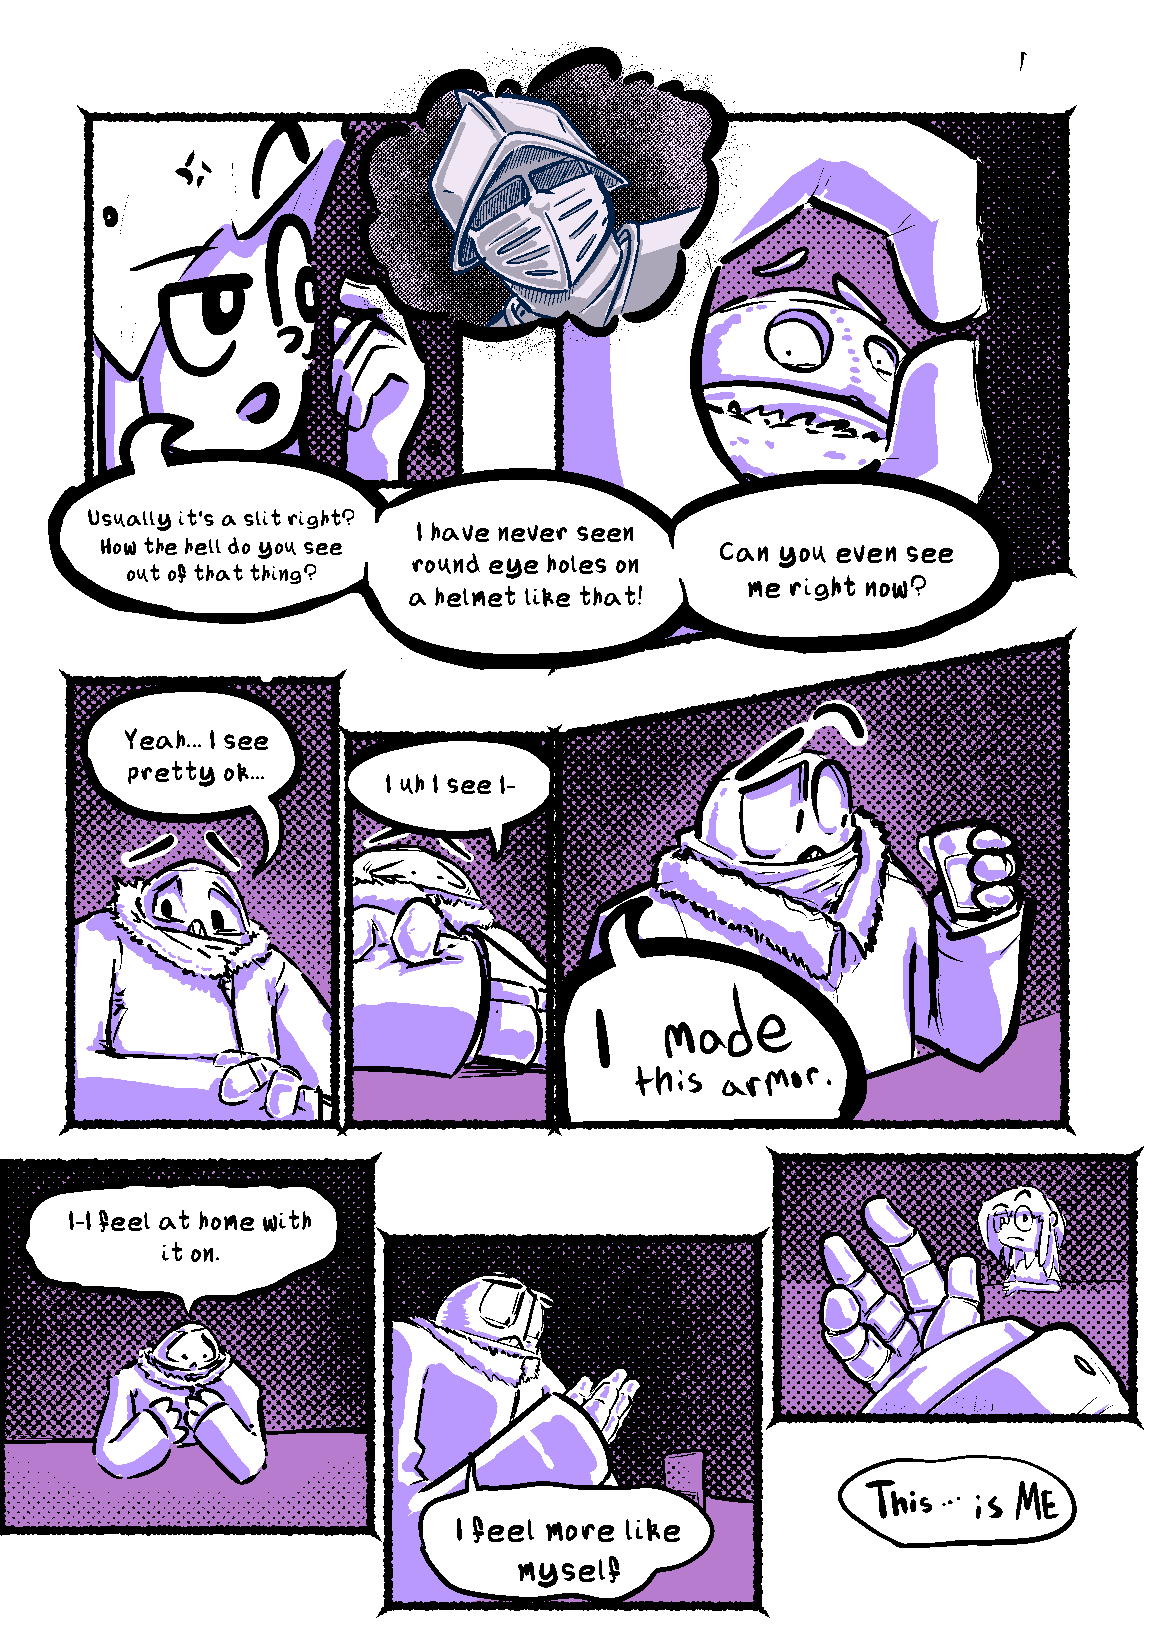 Usually it's a slit right?
How the hell do you see
out of that thing?
I have never seen
round eye holes on
a helmet like that!
Can you even see
me right now?
Yeah... I see
pretty ok...
I uh I see I-
I made
this armor.
I-I feel at home with
it on.
I feel more like
myself
This... is ME